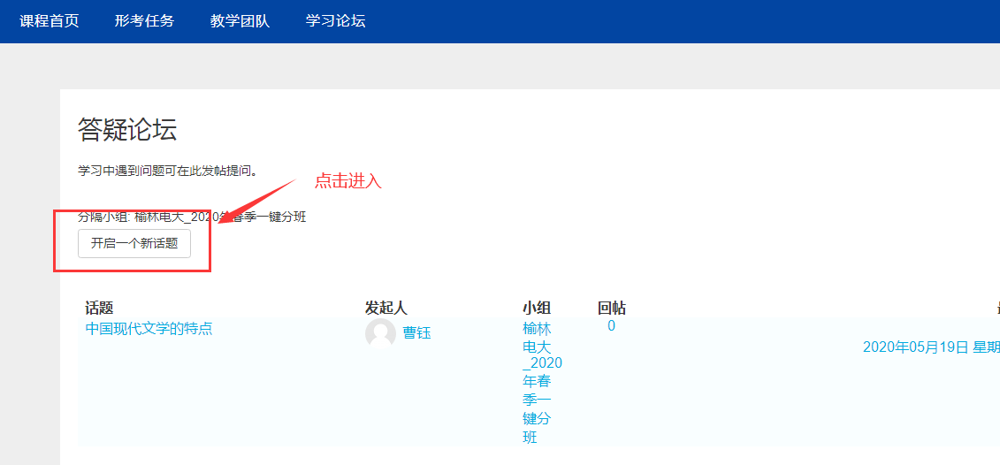 课程首页 形考任务 教学团队 学习论坛
答疑论坛
学习中遇到问题可在此发帖提问。
点击进入
分隔小组: 榆林电大_2020年春季一键分班
开启一个新话题
话题 发起人 小组 回帖
中国现代文学的特点 曹钰 榆林 0
电大 2020年05月19日 星期
_2020
年春
季一
键分
班